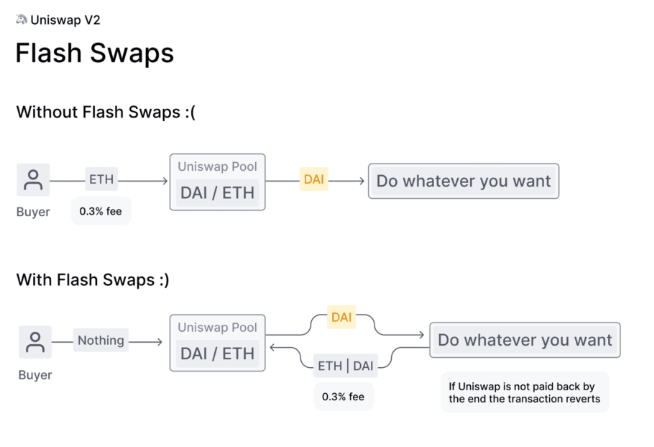 Uniswap V2
Flash Swaps
Without Flash Swaps :(
Buyer
ETH
0.3% fee
Uniswap Pool
DAI / ETH
DAI
Do whatever you want
With Flash Swaps :)
Buyer
Nothing
Uniswap Pool
DAI / ETH
DAI
ETH | DAI
0.3% fee
Do whatever you want
If Uniswap is not paid back by
the end the transaction reverts